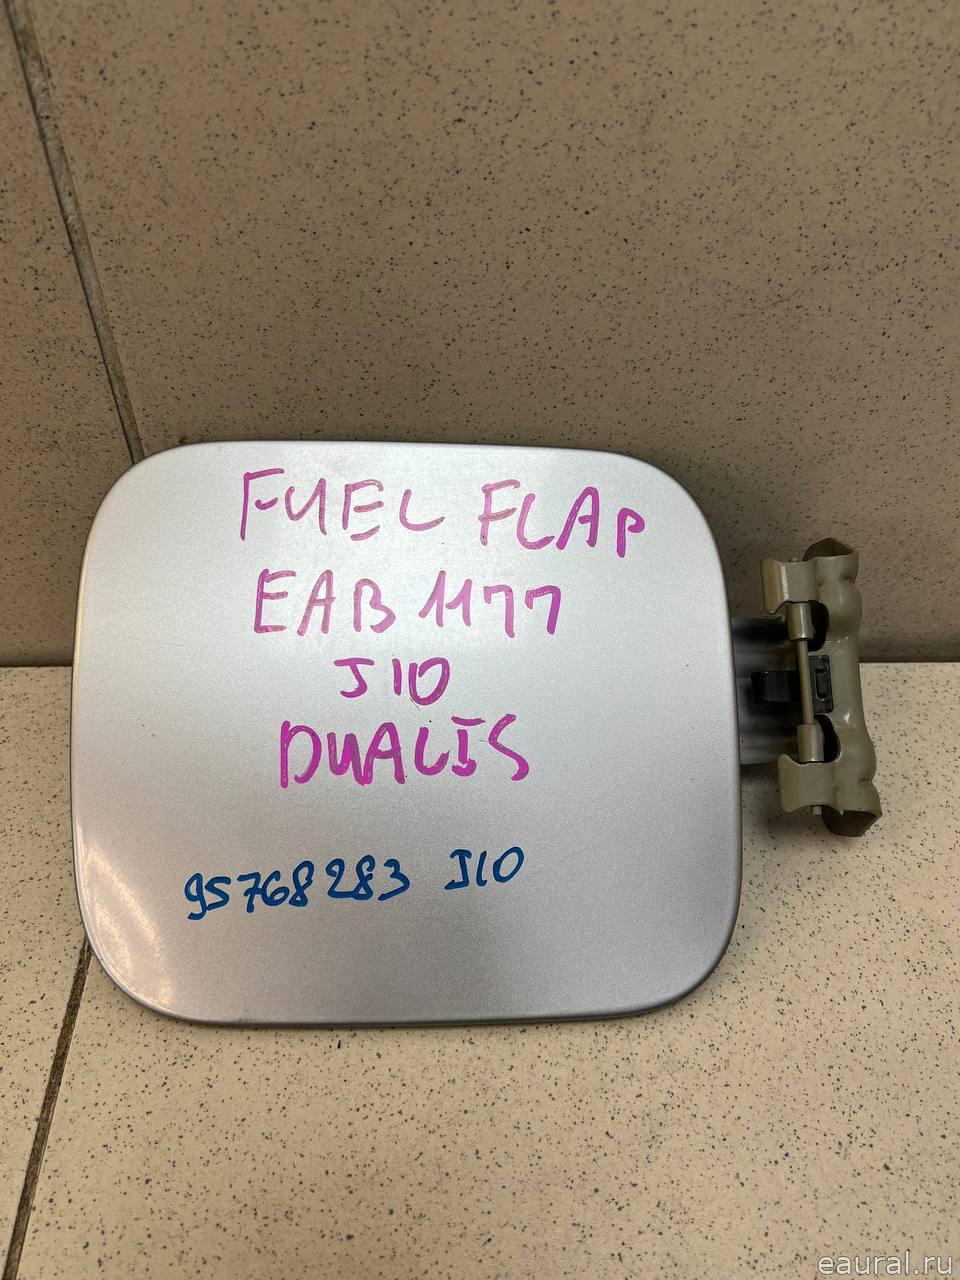 FUEL FLAP
EAB 1177
J10
DUALIS
95768283 J10
eaural.ru